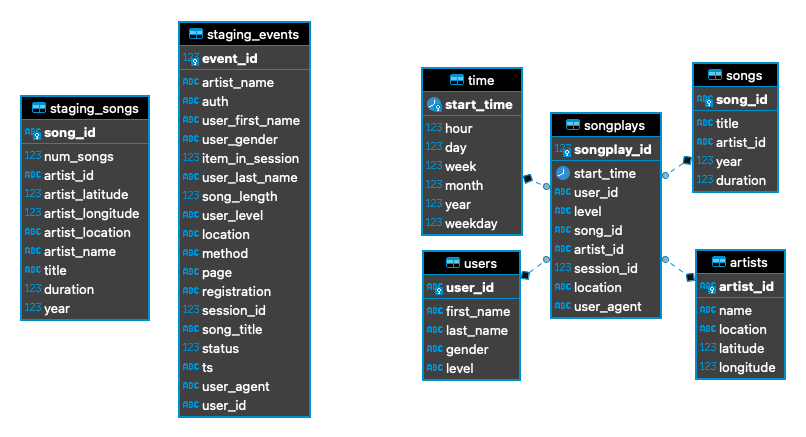 staging_songs
ABC song_id
123 num_songs
ABC artist_id
123 artist_latitude
123 artist_longitude
ABC artist_location
ABC artist_name
ABC title
123 duration
123 year
staging_events
123 event_id
ABC artist_name
ABC auth
ABC user_first_name
ABC user_gender
123 item_in_session
ABC user_last_name
123 song_length
ABC user_level
ABC location
ABC method
ABC page
ABC registration
123 session_id
ABC song_title
123 status
ABC ts
ABC user_agent
ABC user_id
time
start_time
123 hour
123 day
123 week
123 month
123 year
123 weekday
users
ABC user_id
ABC first_name
ABC last_name
ABC gender
ABC level
songplays
123 songplay_id
start_time
ABC user_id
ABC level
ABC song_id
ABC artist_id
123 session_id
ABC location
ABC user_agent
songs
ABC song_id
ABC title
ABC artist_id
123 year
123 duration
artists
ABC artist_id
ABC name
ABC location
123 latitude
123 longitude